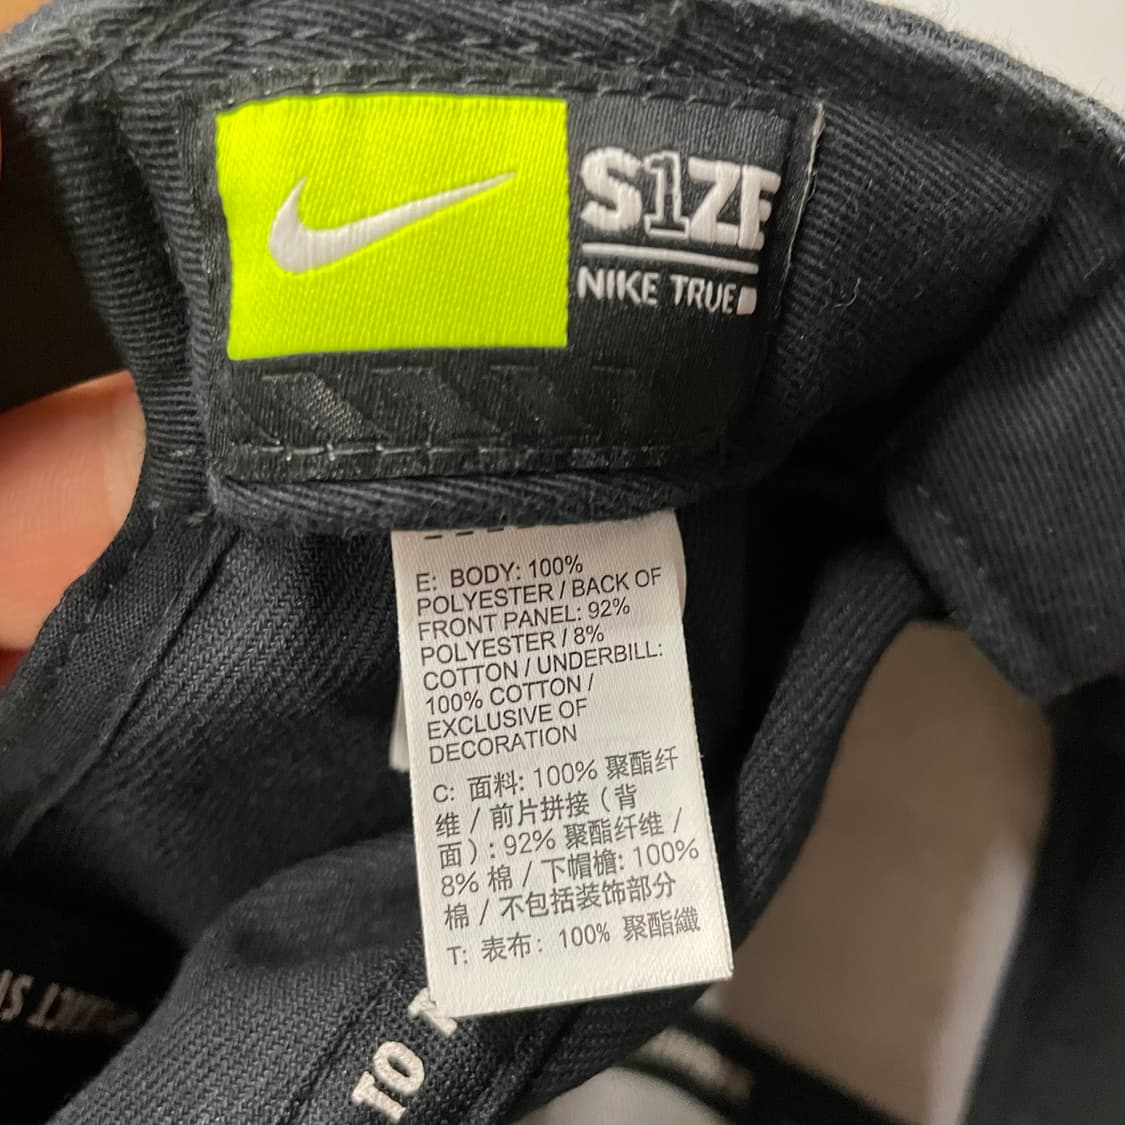 S1ZE
NIKE TRUE
E: BODY: 100%
POLYESTER / BACK OF
FRONT PANEL: 92%
POLYESTER / 8%
COTTON / UNDERBILL:
100% COTTON /
EXCLUSIVE OF
DECORATION
C: 面料: 100% 聚酯纤
维 / 前片拼接 ( 背
面 ) : 92% 聚酯纤维 /
8% 棉 / 下帽檐: 100%
棉 / 不包括装饰部分
T: 表布: 100% 聚酯纖
TO